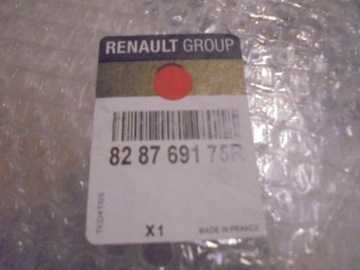 RENAULT GROUP
82 87 691 75R
X1
MADE IN FRANCE